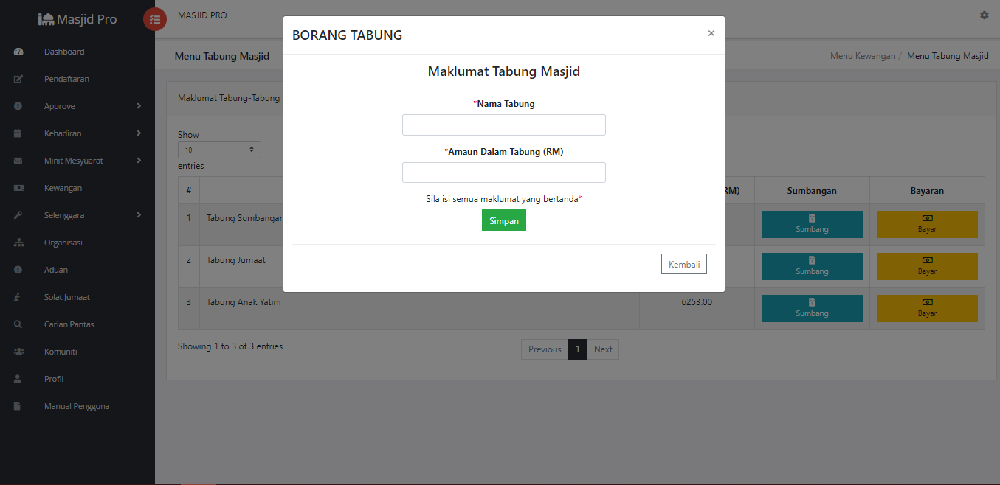 Masjid Pro
MASJID PRO
Dashboard
Pendaftaran
Approve
Kehadiran
Minit Mesyuarat
Kewangan
Selenggara
Organisasi
Aduan
Solat Jumaat
Carian Pantas
Komuniti
Profil
Manual Pengguna
Menu Tabung Masjid
Menu Kewangan / Menu Tabung Masjid
Maklumat Tabung-Tabung
Show
10
entries
# RM) Sumbangan Bayaran
1 Tabung Sumbangan Sumbang Bayar
2 Tabung Jumaat Sumbang Bayar
3 Tabung Anak Yatim 6253.00 Sumbang Bayar
Showing 1 to 3 of 3 entries
Previous 1 Next
BORANG TABUNG ×
Maklumat Tabung Masjid
*Nama Tabung
*Amaun Dalam Tabung (RM)
Sila isi semua maklumat yang bertanda*
Simpan
Kembali